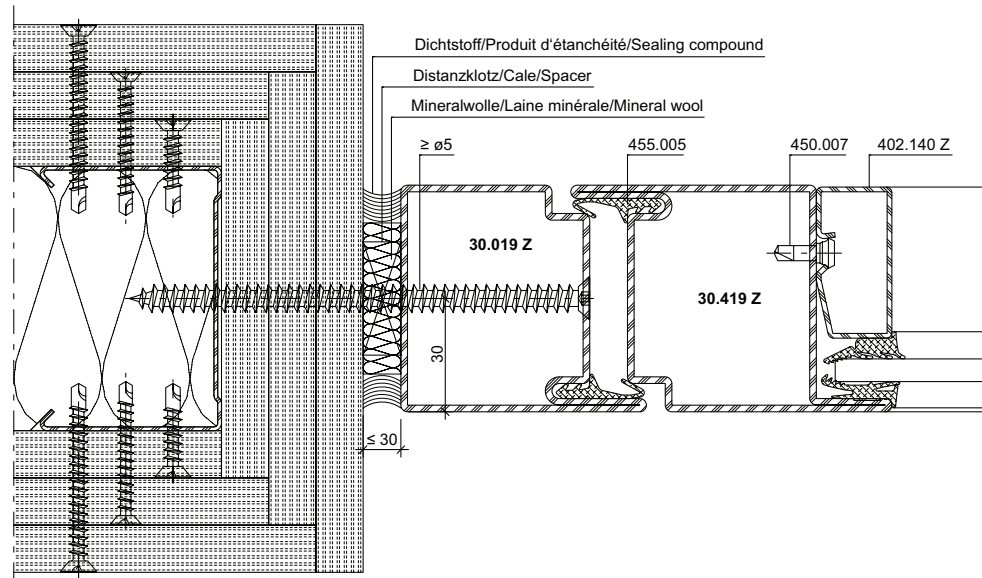 Dichtstoff/Produit d'étanchéité/Sealing compound
Distanzklotz/Cale/Spacer
Mineralwolle/Laine minérale/Mineral wool
≥ ø5
455.005
450.007
402.140 Z
30.019 Z
30.419 Z
30
≤ 30